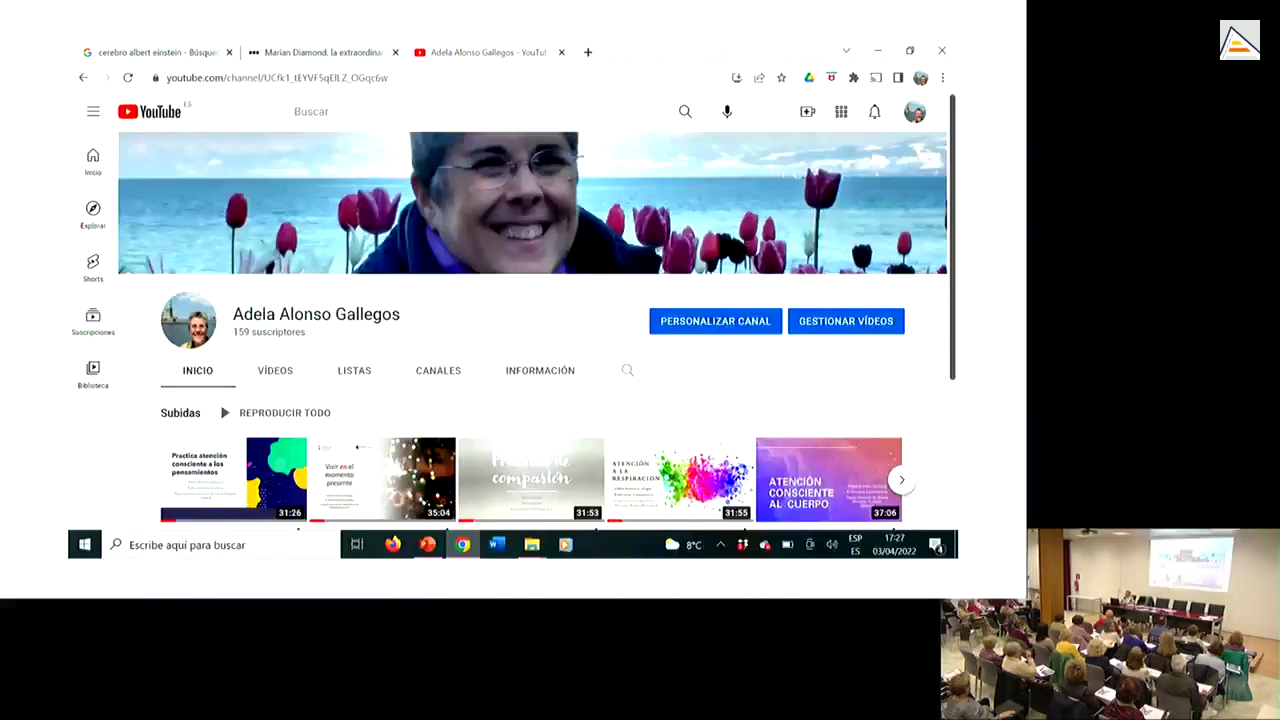 cerebro albert einstein - Búsque
Marian Diamond, la extraordinar
Adela Alonso Gallegos - YouTub
youtube.com/channel/UCfk1_tEYVF5qEJLZ_OGqc6w
YouTube ES
Buscar
Inicio
Explorar
Shorts
Suscripciones
Biblioteca
Adela Alonso Gallegos
159 suscriptores
PERSONALIZAR CANAL
GESTIONAR VÍDEOS
INICIO
VÍDEOS
LISTAS
CANALES
INFORMACIÓN
Subidas
REPRODUCIR TODO
Practica atención
consciente a los
pensamientos
31:26
Vivir en el
momento
presente
35:04
compasión
31:53
ATENCIÓN
A LA
RESPIRACIÓN
31:55
ATENCIÓN
CONSCIENTE
AL CUERPO
37:06
Escribe aquí para buscar
8°C
ESP
ES
17:27
03/04/2022
4